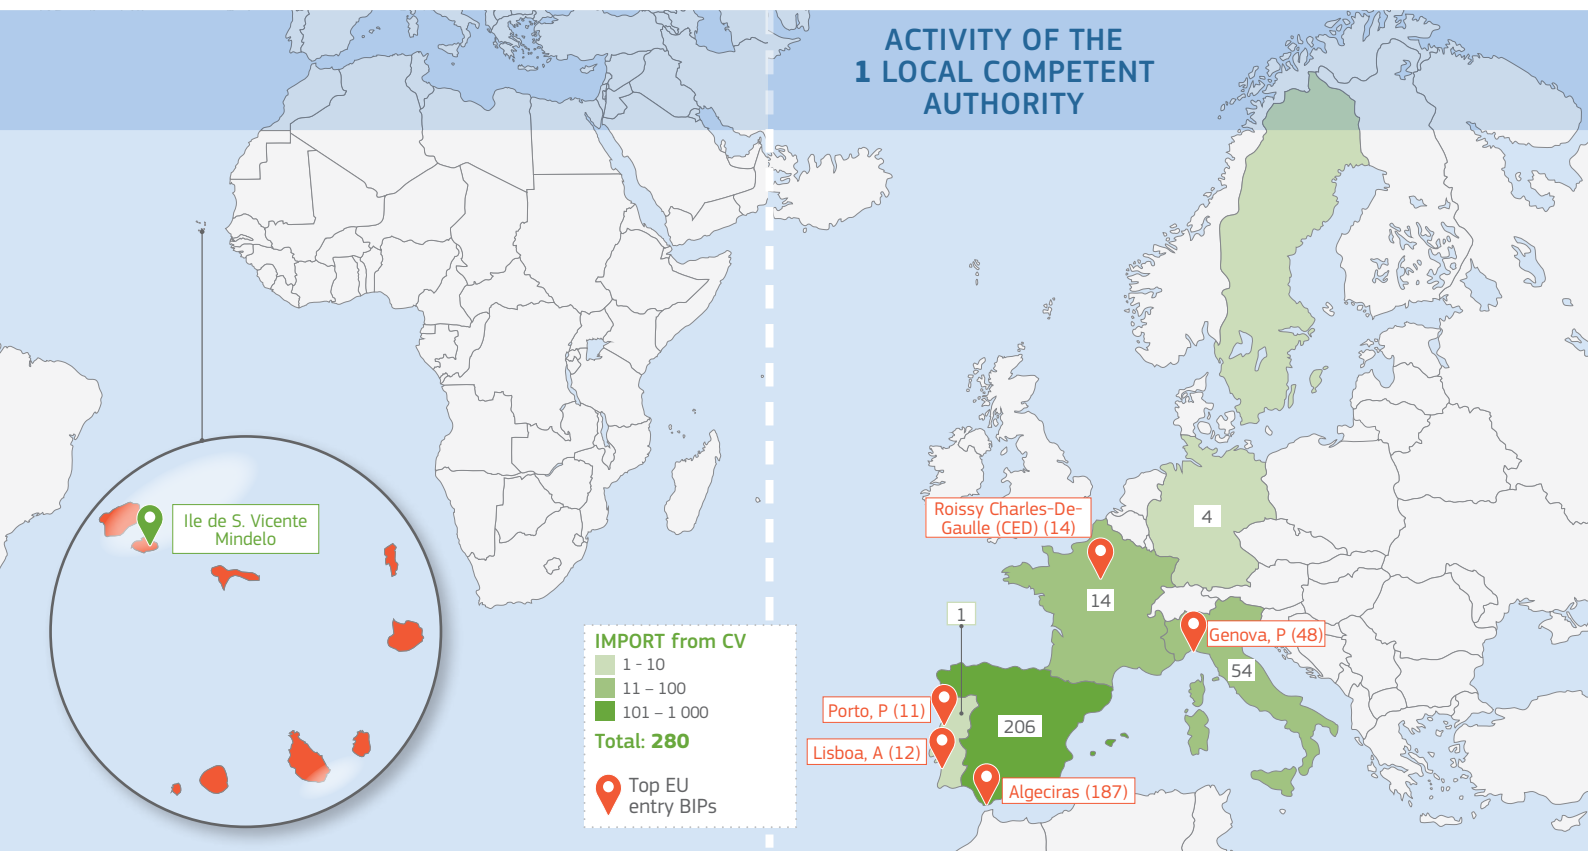 ACTIVITY OF THE
1 LOCAL COMPETENT
AUTHORITY
Ile de S. Vicente
Mindelo
IMPORT from CV
1 - 10
11 – 100
101 – 1 000
Total: 280
Top EU
entry BIPs
Roissy Charles-De-
Gaulle (CED) (14)
4
14
1
Genova, P (48)
54
Porto, P (11)
206
Lisboa, A (12)
Algeciras (187)